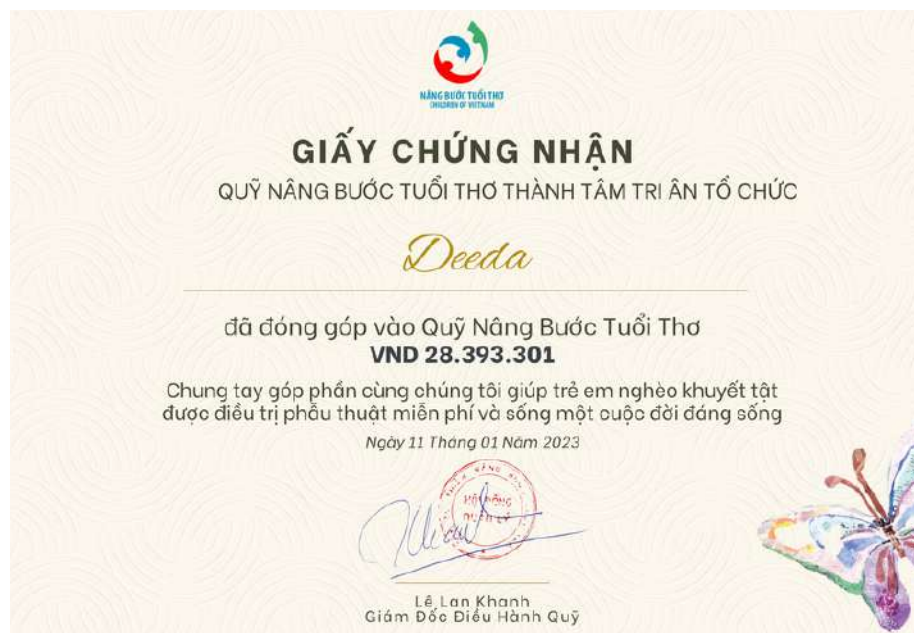 NÂNG BƯỚC TUỔI THƠ
CHILDREN OF VIETNAM
GIẤY CHỨNG NHẬN
QUỸ NÂNG BƯỚC TUỔI THƠ THÀNH TÂM TRI ÂN TỔ CHỨC
Deeda
đã đóng góp vào Quỹ Nâng Bước Tuổi Thơ
VND 28.393.301
Chung tay góp phần cùng chúng tôi giúp trẻ em nghèo khuyết tật
được điều trị phẫu thuật miễn phí và sống một cuộc đời đáng sống
Ngày 11 Tháng 01 Năm 2023
HỘI ĐỒNG
QUẢN LÝ
Lê Lan Khanh
Giám Đốc Điều Hành Quỹ